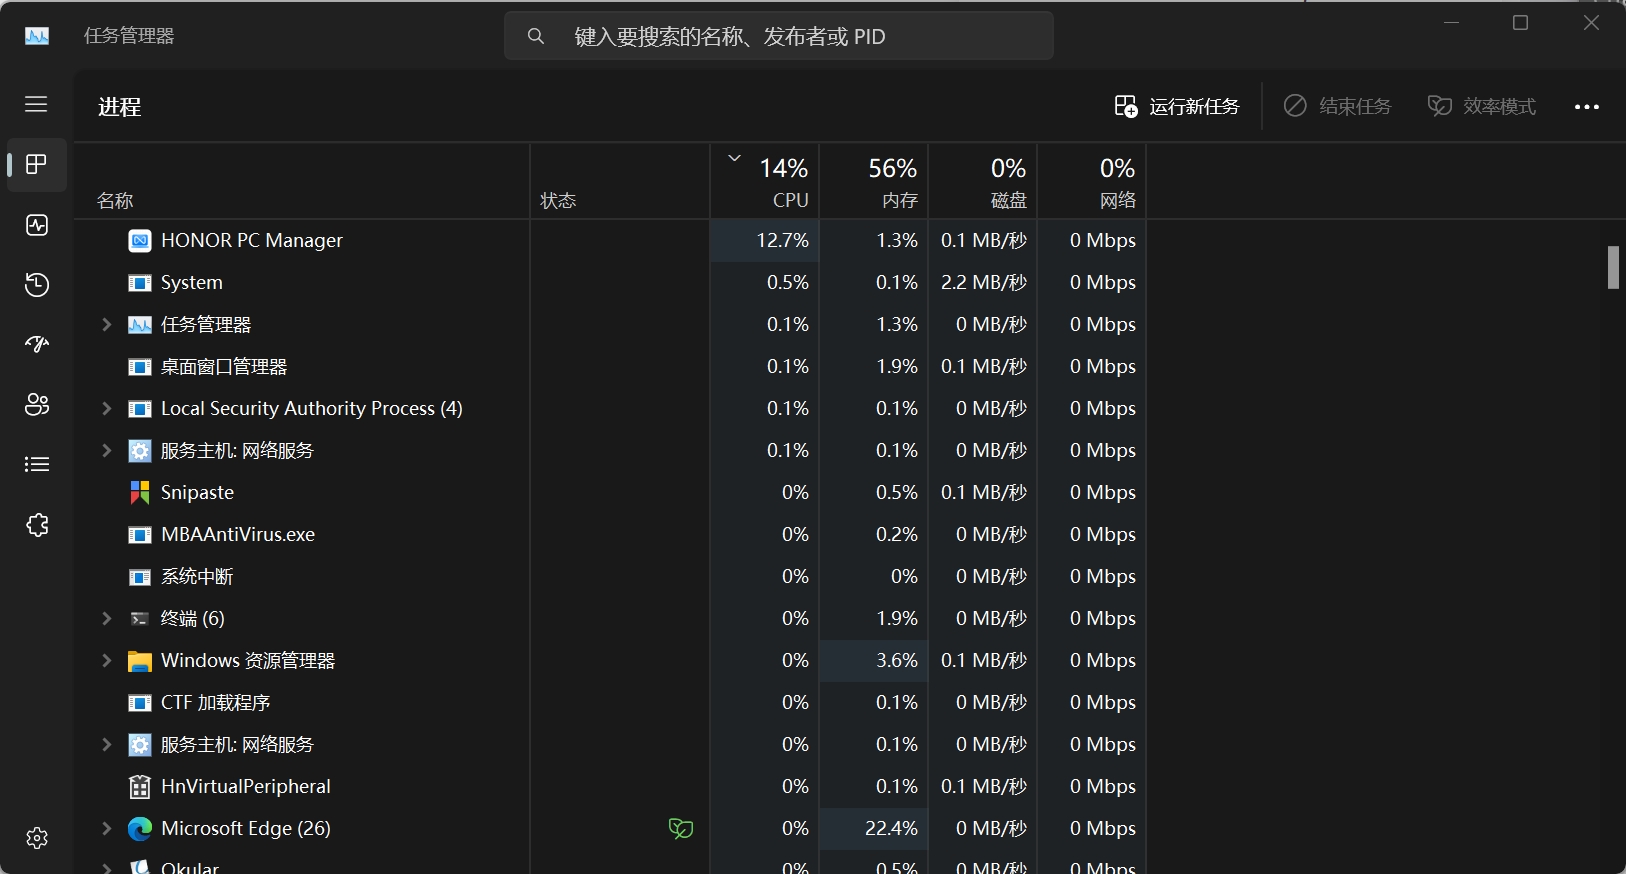 任务管理器
键入要搜索的名称、发布者或 PID
进程
运行新任务
结束任务
效率模式
名称 状态 14% CPU 56% 内存 0% 磁盘 0% 网络
HONOR PC Manager 12.7% 1.3% 0.1 MB/秒 0 Mbps
System 0.5% 0.1% 2.2 MB/秒 0 Mbps
任务管理器 0.1% 1.3% 0 MB/秒 0 Mbps
桌面窗口管理器 0.1% 1.9% 0.1 MB/秒 0 Mbps
Local Security Authority Process (4) 0.1% 0.1% 0 MB/秒 0 Mbps
服务主机: 网络服务 0.1% 0.1% 0 MB/秒 0 Mbps
Snipaste 0% 0.5% 0.1 MB/秒 0 Mbps
MBAAntiVirus.exe 0% 0.2% 0 MB/秒 0 Mbps
系统中断 0% 0% 0 MB/秒 0 Mbps
终端 (6) 0% 1.9% 0 MB/秒 0 Mbps
Windows 资源管理器 0% 3.6% 0.1 MB/秒 0 Mbps
CTF 加载程序 0% 0.1% 0 MB/秒 0 Mbps
服务主机: 网络服务 0% 0.1% 0 MB/秒 0 Mbps
HnVirtualPeripheral 0% 0.1% 0.1 MB/秒 0 Mbps
Microsoft Edge (26) 0% 22.4% 0 MB/秒 0 Mbps
Okular 0% 0.5% 0 MB/秒 0 Mbps